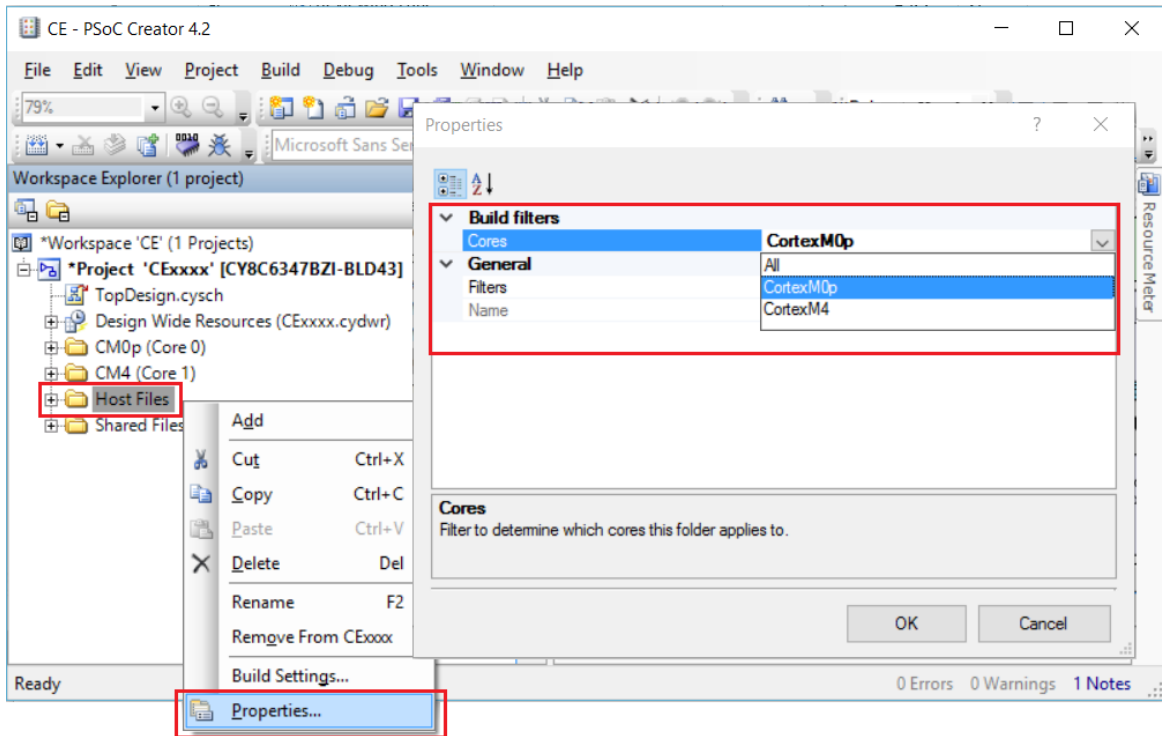 CE - PSoC Creator 4.2
File Edit View Project Build Debug Tools Window Help
79%
Microsoft Sans Ser
Workspace Explorer (1 project)
*Workspace 'CE' (1 Projects)
*Project 'CExxxx' [CY8C6347BZI-BLD43]
TopDesign.cysch
Design Wide Resources (CExxxx.cydwr)
CM0p (Core 0)
CM4 (Core 1)
Host Files
Shared Files
Add
Cut Ctrl+X
Copy Ctrl+C
Paste Ctrl+V
Delete Del
Rename F2
Remove From CExxxx
Build Settings...
Properties...
Properties
?
Build filters
Cores CortexM0p
General
All
Filters
CortexM0p
Name
CortexM4
Cores
Filter to determine which cores this folder applies to.
OK Cancel
Resource Meter
Ready
0 Errors 0 Warnings 1 Notes